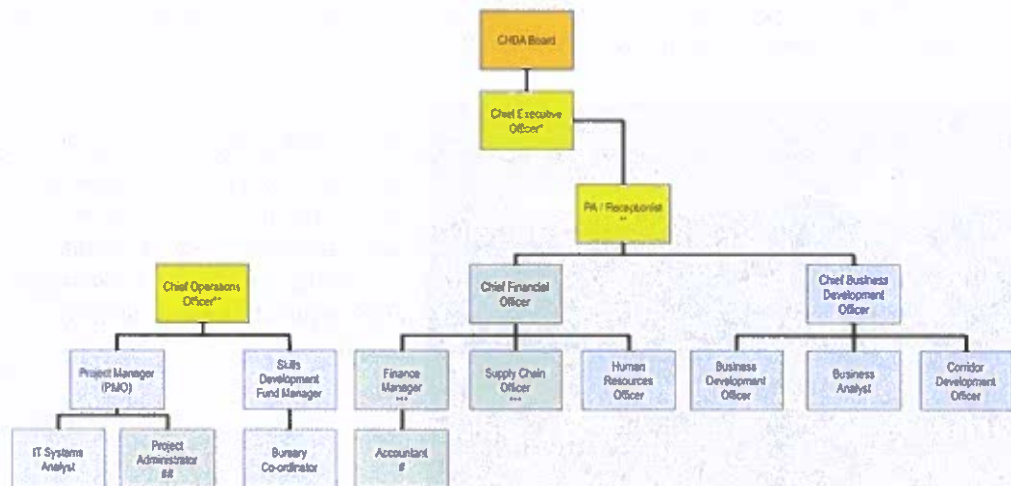 CHDA Board
Chief Executive
Officer*
PA / Receptionist
**
Chief Operations
Officer**
Chief Financial
Officer
Chief Business
Development
Officer
Project Manager
(PMO)
Skills
Development
Fund Manager
Finance
Manager
***
Supply Chain
Officer
***
Human
Resources
Officer
Business
Development
Officer
Business
Analyst
Corridor
Development
Officer
IT Systems
Analyst
Project
Administrator
##
Bursary
Co-ordinator
Accountant
#